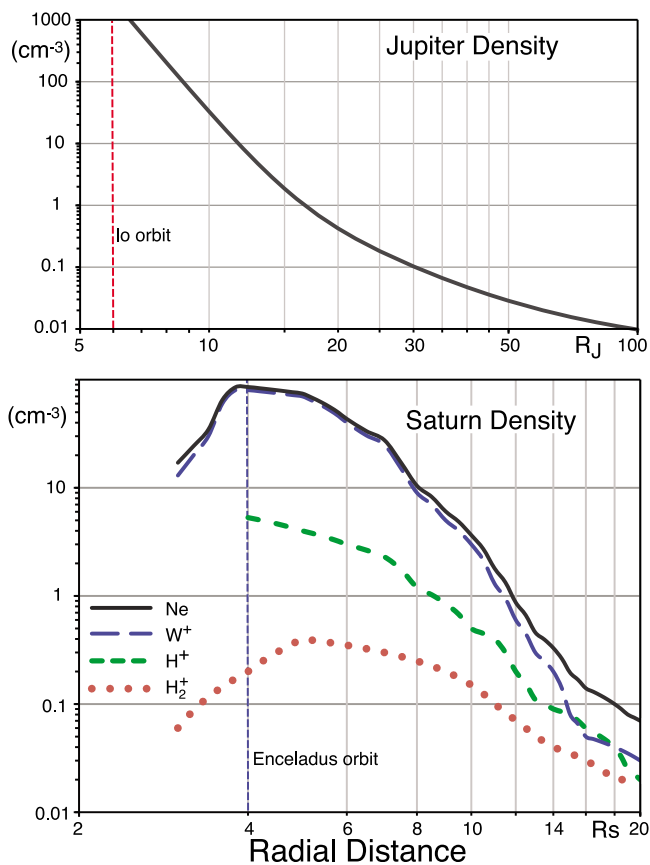 1000
(cm⁻³)
Jupiter Density
100
10
1
Io orbit
0.1
0.01
5 10 20 30 50 R_J 100
(cm⁻³)
Saturn Density
10
1
Ne
W⁺
H⁺
H₂⁺
0.1
Enceladus orbit
0.01
2 4 6 8 10 14 Rs 20
Radial Distance